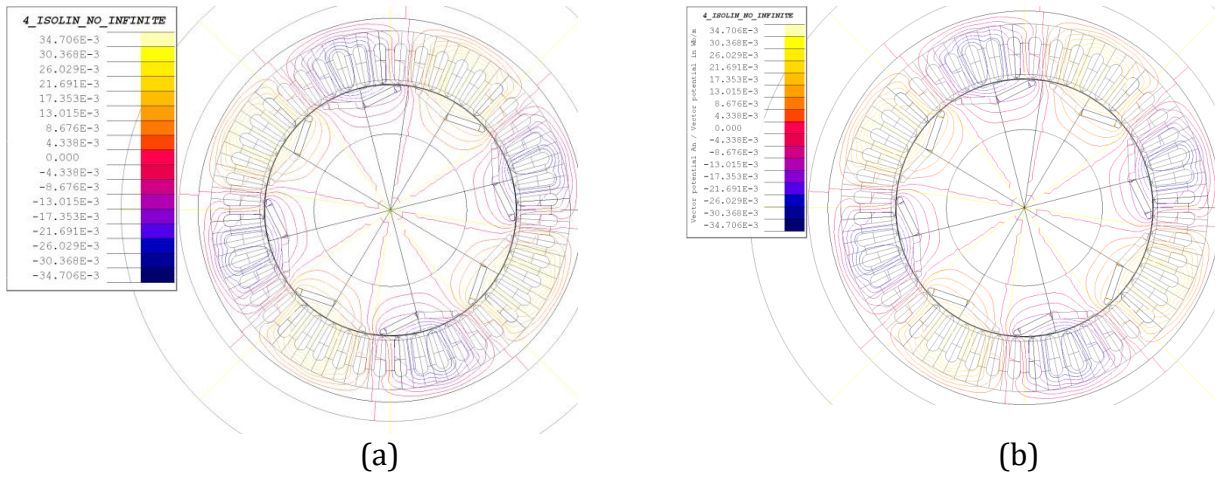 4_ISOLIN_NO_INFINITE
34.706E-3
30.368E-3
26.029E-3
21.691E-3
17.353E-3
13.015E-3
8.676E-3
4.338E-3
0.000
-4.338E-3
-8.676E-3
-13.015E-3
-17.353E-3
-21.691E-3
-26.029E-3
-30.368E-3
-34.706E-3
(a)
4_ISOLIN_NO_INFINITE
Vector potential An / Vector potential in Wb/m
34.706E-3
30.368E-3
26.029E-3
21.691E-3
17.353E-3
13.015E-3
8.676E-3
4.338E-3
0.000
-4.338E-3
-8.676E-3
-13.015E-3
-17.353E-3
-21.691E-3
-26.029E-3
-30.368E-3
-34.706E-3
(b)